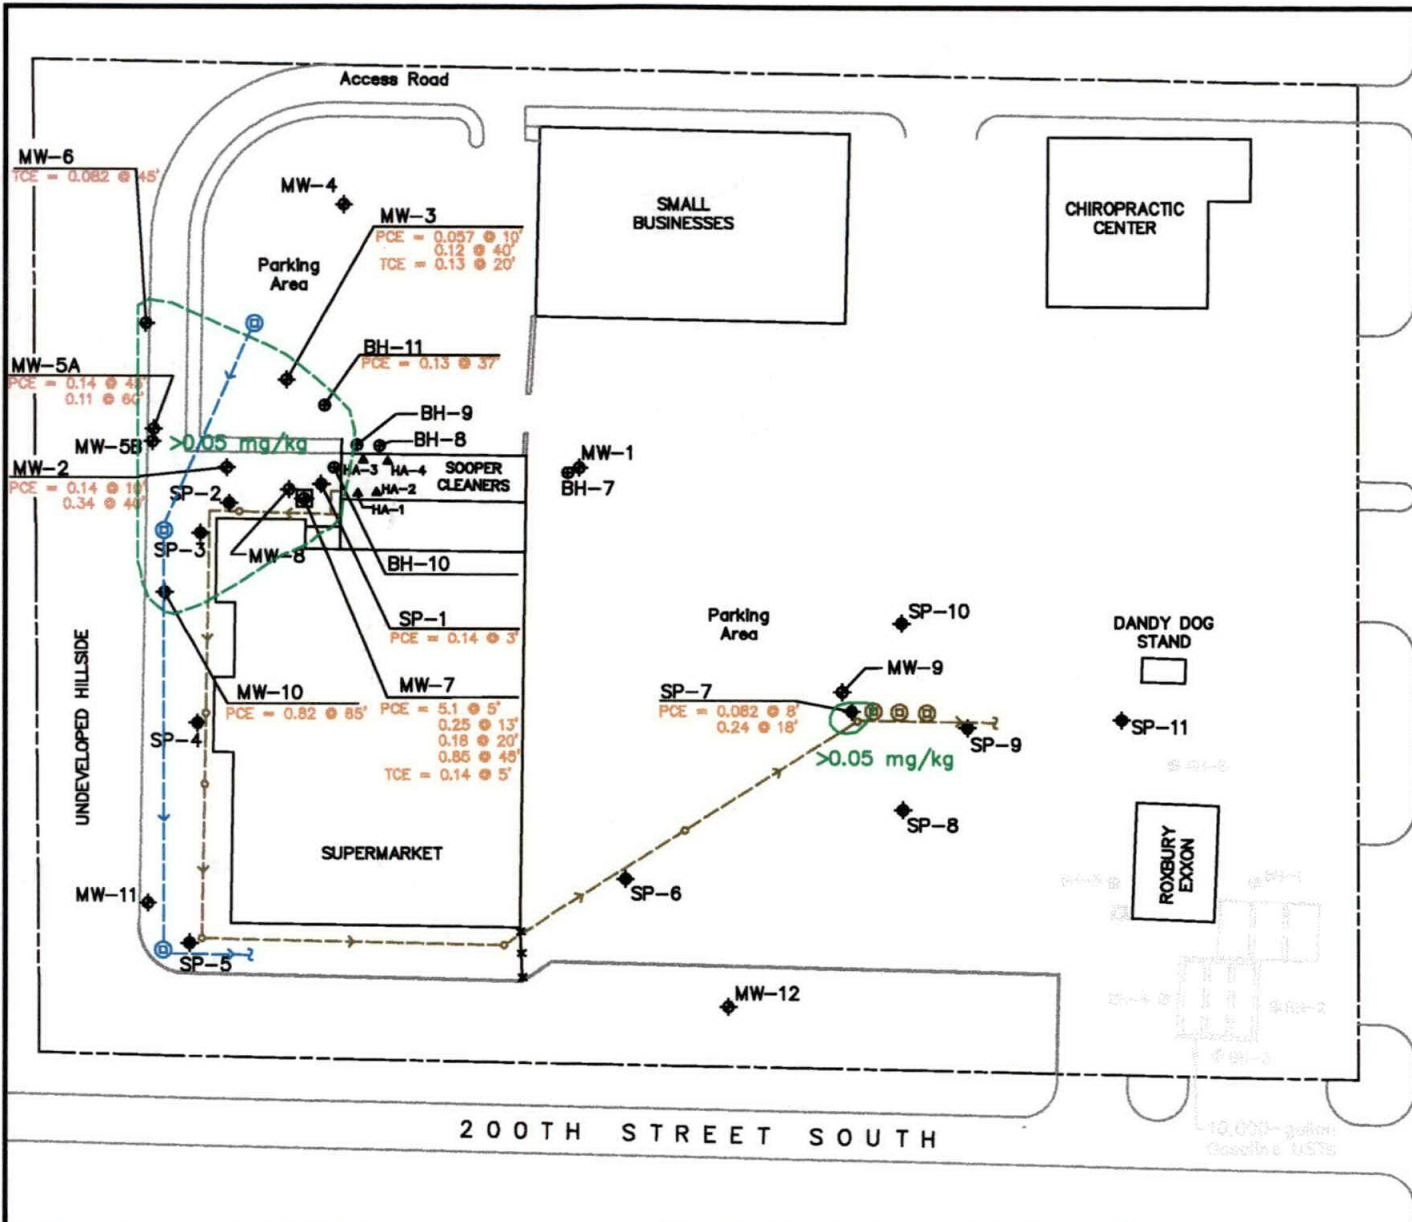 Access Road
MW-6
TCE = 0.082 @ 45'
MW-4
MW-3
PCE = 0.057 @ 10'
0.12 @ 40'
TCE = 0.13 @ 20'
Parking
Area
SMALL
BUSINESSES
CHIROPRACTIC
CENTER
BH-11
PCE = 0.13 @ 37'
MW-5A
PCE = 0.14 @ 45'
0.11 @ 60'
MW-5B
>0.05 mg/kg
BH-9
BH-8
HA-3
HA-4
SOOPER
CLEANERS
HA-2
HA-1
MW-1
BH-7
MW-2
PCE = 0.14 @ 10'
0.34 @ 40'
SP-2
SP-3
MW-8
BH-10
SP-1
PCE = 0.14 @ 3'
MW-10
PCE = 0.82 @ 85'
MW-7
PCE = 5.1 @ 5'
0.25 @ 13'
0.18 @ 20'
0.85 @ 45'
TCE = 0.14 @ 5'
UNDEVELOPED HILLSIDE
SP-4
Parking
Area
SP-10
DANDY DOG
STAND
MW-9
SP-7
PCE = 0.082 @ 8'
0.24 @ 18'
>0.05 mg/kg
SP-9
SP-11
SP-8
SUPERMARKET
ROXBURY
EXXON
SP-6
MW-11
SP-5
MW-12
BH-2
10,000-gallon
Gasoline USTs
200TH STREET SOUTH